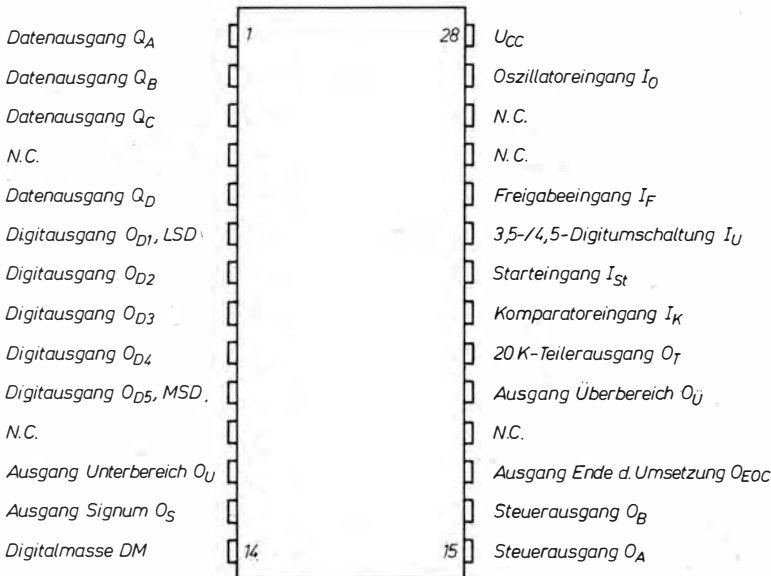 Datenausgang Q_A 1 28 U_CC
Datenausgang Q_B Oszillatoreingang I_O
Datenausgang Q_C N.C.
N.C. N.C.
Datenausgang Q_D Freigabeeingang I_F
Digitausgang O_D1, LSD 3,5-/4,5-Digitumschaltung I_U
Digitausgang O_D2 Starteingang I_St
Digitausgang O_D3 Komparatoreingang I_K
Digitausgang O_D4 20 K-Teilerausgang O_T
Digitausgang O_D5, MSD Ausgang Überbereich O_Ü
N.C. N.C.
Ausgang Unterbereich O_U Ausgang Ende d. Umsetzung O_EOC
Ausgang Signum O_S Steuerausgang O_B
Digitalmasse DM 14 15 Steuerausgang O_A